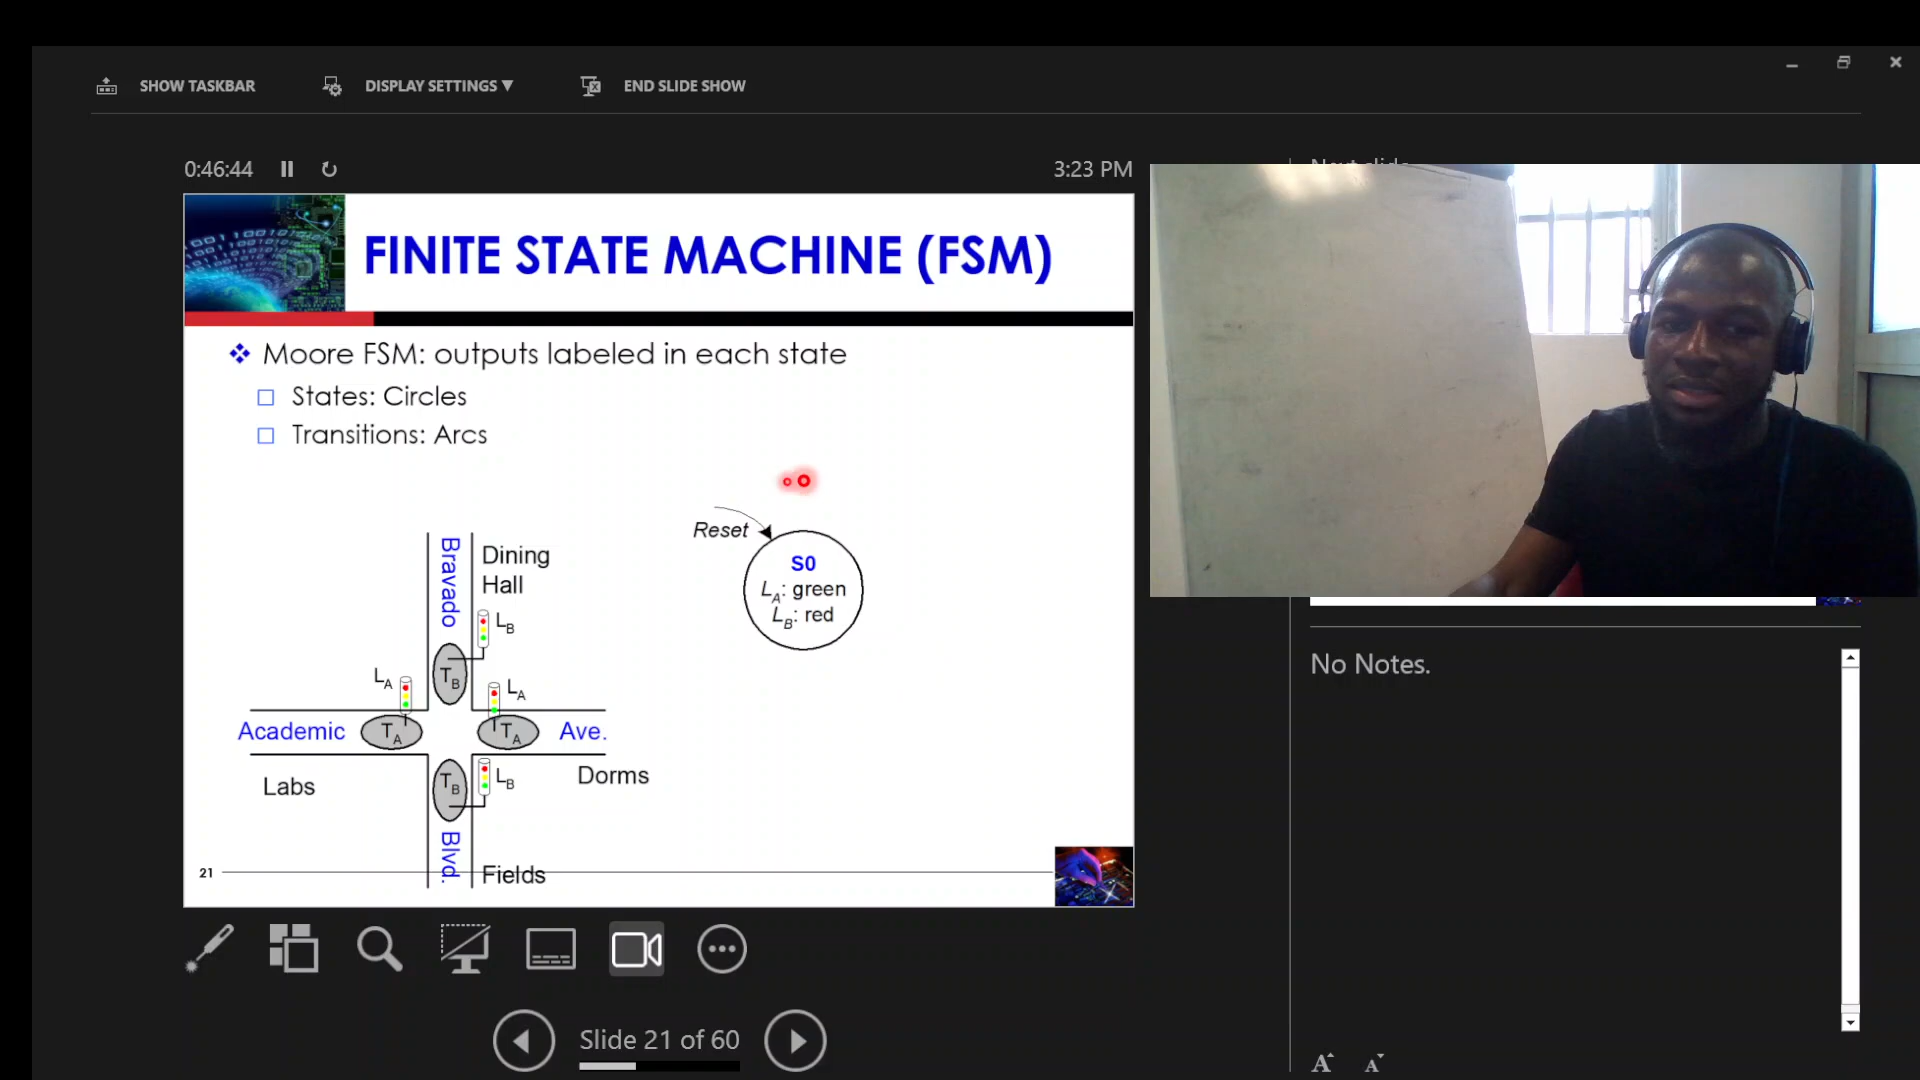 SHOW TASKBAR
DISPLAY SETTINGS ▼
END SLIDE SHOW
0:46:44
3:23 PM
FINITE STATE MACHINE (FSM)
Moore FSM: outputs labeled in each state
States: Circles
Transitions: Arcs
Reset
S0
LA: green
LB: red
Bravado
Dining
Hall
LB
TB
LA
LA
Academic
TA
TA
Ave.
Labs
TB
LB
Dorms
Blvd.
Fields
21
No Notes.
Slide 21 of 60
A
A